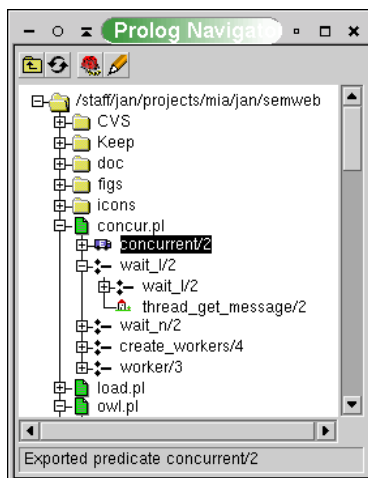 Prolog Navigator
/staff/jan/projects/mia/jan/semweb
CVS
Keep
doc
figs
icons
concur.pl
concurrent/2
wait_l/2
wait_l/2
thread_get_message/2
wait_n/2
create_workers/4
worker/3
load.pl
owl.pl
Exported predicate concurrent/2